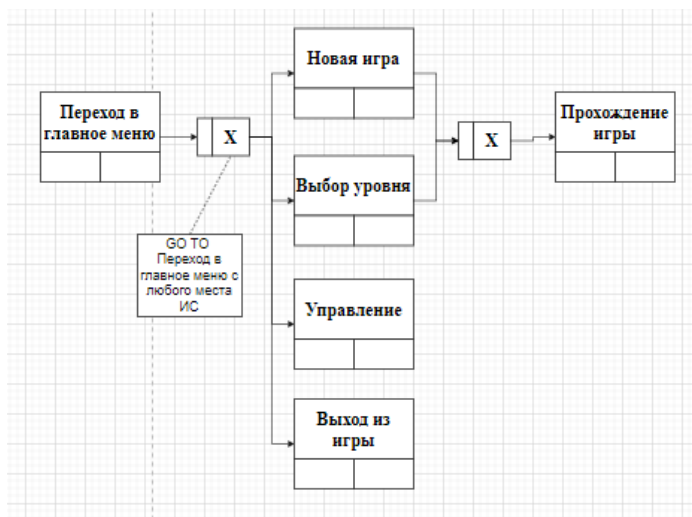 Переход в
главное меню
X
GO TO
Переход в
главное меню с
любого места
ИС
Новая игра
Выбор уровня
Управление
Выход из
игры
X
Прохождение
игры